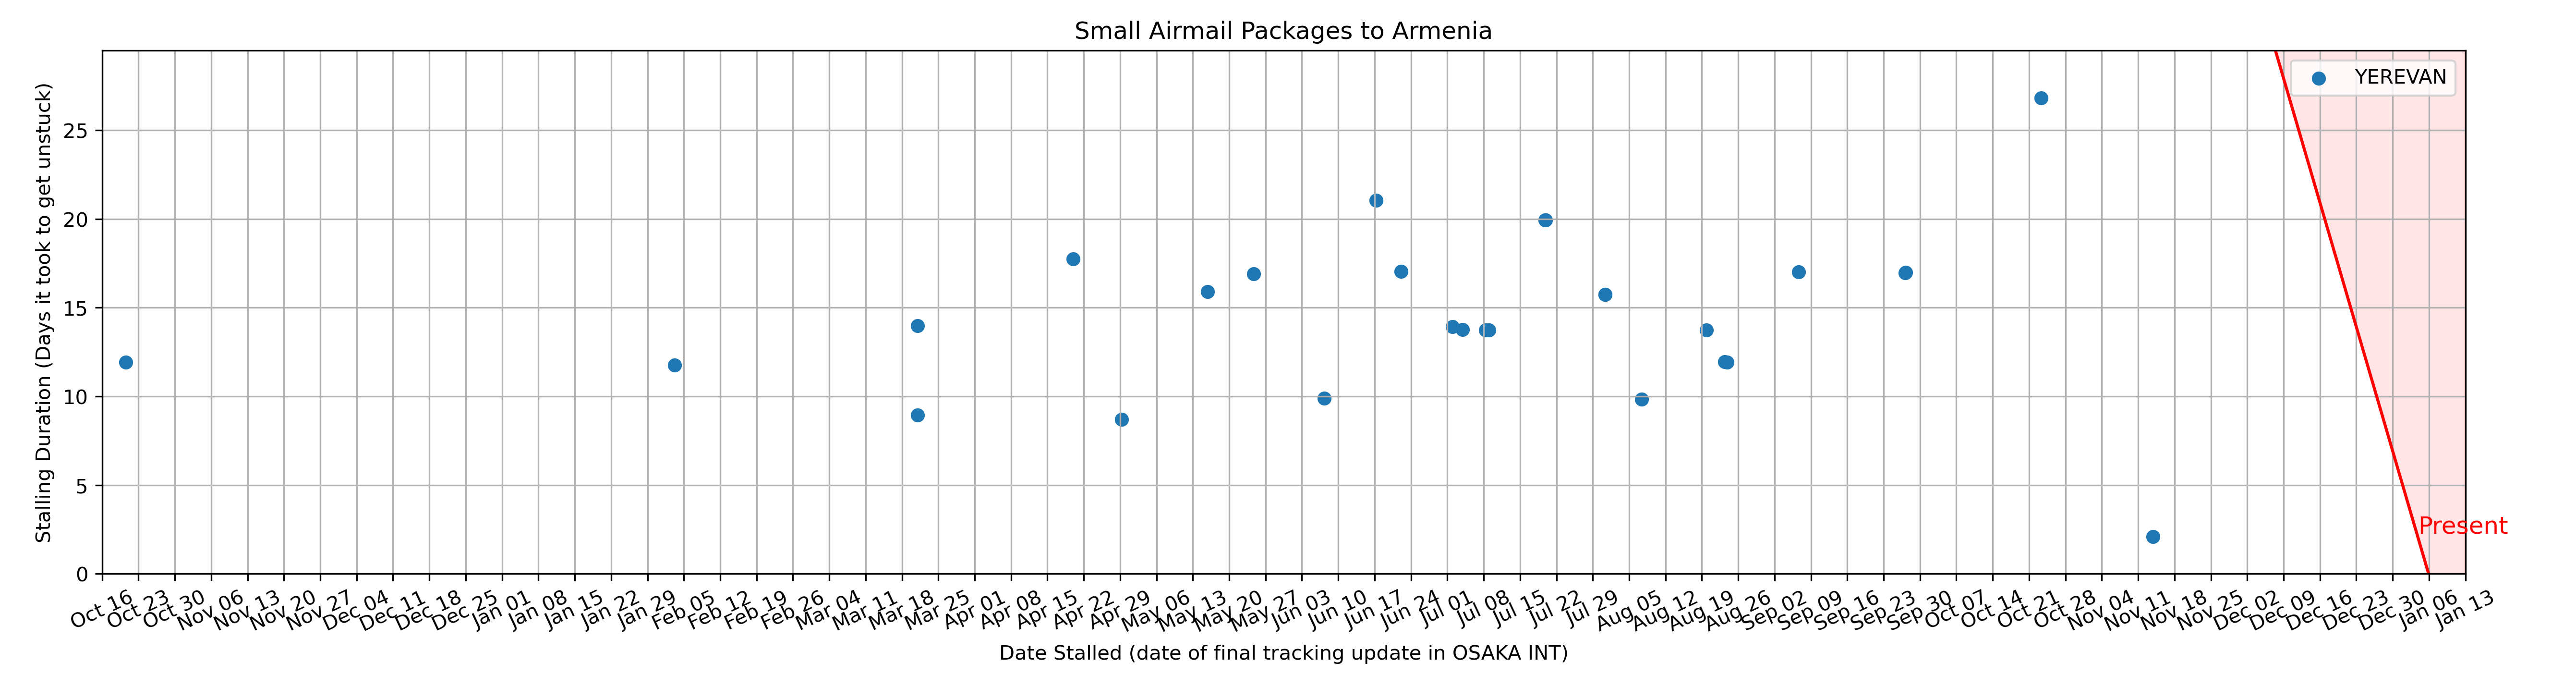 Small Airmail Packages to Armenia
YEREVAN
Stalling Duration (Days it took to get unstuck)
25
20
15
10
5
0
Present
Oct 16 Oct 23 Oct 30 Nov 06 Nov 13 Nov 20 Nov 27 Dec 04 Dec 11 Dec 18 Dec 25 Jan 01 Jan 08 Jan 15 Jan 22 Jan 29 Feb 05 Feb 12 Feb 19 Feb 26 Mar 04 Mar 11 Mar 18 Mar 25 Apr 01 Apr 08 Apr 15 Apr 22 Apr 29 May 06 May 13 May 20 May 27 Jun 03 Jun 10 Jun 17 Jun 24 Jul 01 Jul 08 Jul 15 Jul 22 Jul 29 Aug 05 Aug 12 Aug 19 Aug 26 Sep 02 Sep 09 Sep 16 Sep 23 Sep 30 Oct 07 Oct 14 Oct 21 Oct 28 Nov 04 Nov 11 Nov 18 Nov 25 Dec 02 Dec 09 Dec 16 Dec 23 Dec 30 Jan 06 Jan 13
Date Stalled (date of final tracking update in OSAKA INT)